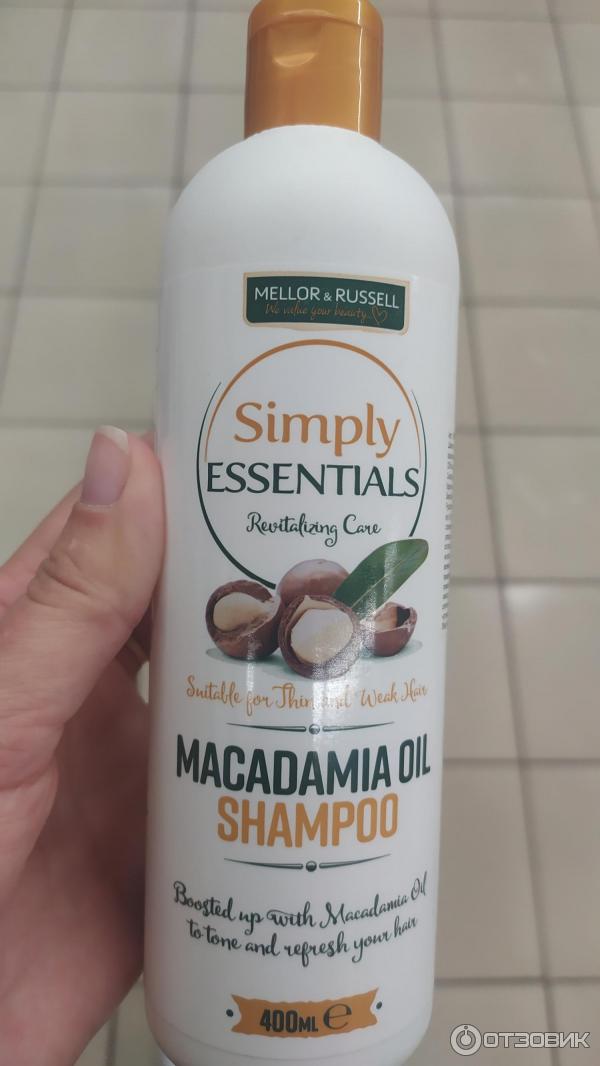 MELLOR & RUSSELL
We value your beauty...
Simply
ESSENTIALS
Revitalizing Care
Suitable for Thin and Weak Hair
MACADAMIA OIL
SHAMPOO
Boosted up with Macadamia Oil
to tone and refresh your hair
400ML ℮
ОТЗОВИК